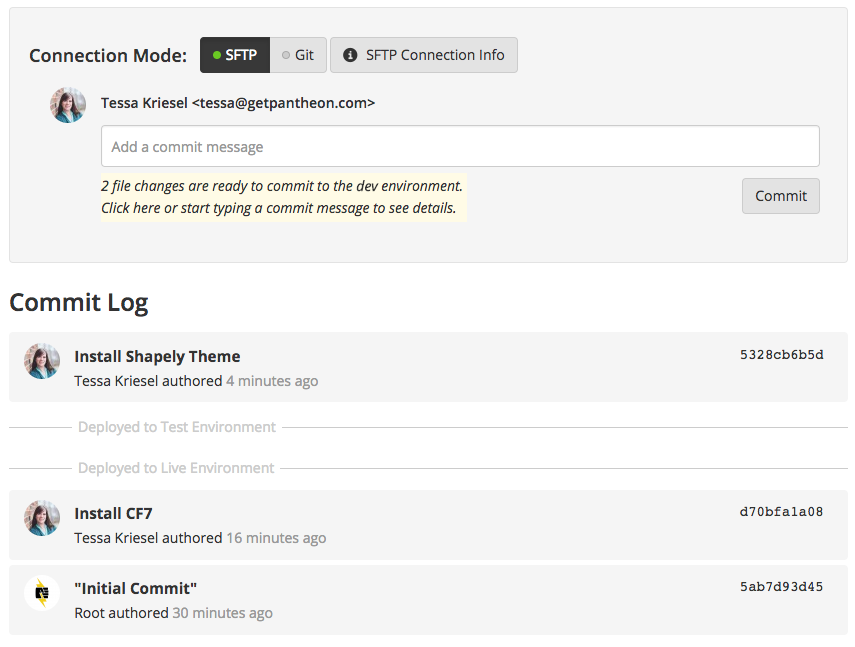 Connection Mode: SFTP Git SFTP Connection Info
Tessa Kriesel <tessa@getpantheon.com>
Add a commit message
2 file changes are ready to commit to the dev environment.
Click here or start typing a commit message to see details.
Commit
Commit Log
Install Shapely Theme 5328cb6b5d
Tessa Kriesel authored 4 minutes ago
Deployed to Test Environment
Deployed to Live Environment
Install CF7 d70bfa1a08
Tessa Kriesel authored 16 minutes ago
"Initial Commit" 5ab7d93d45
Root authored 30 minutes ago